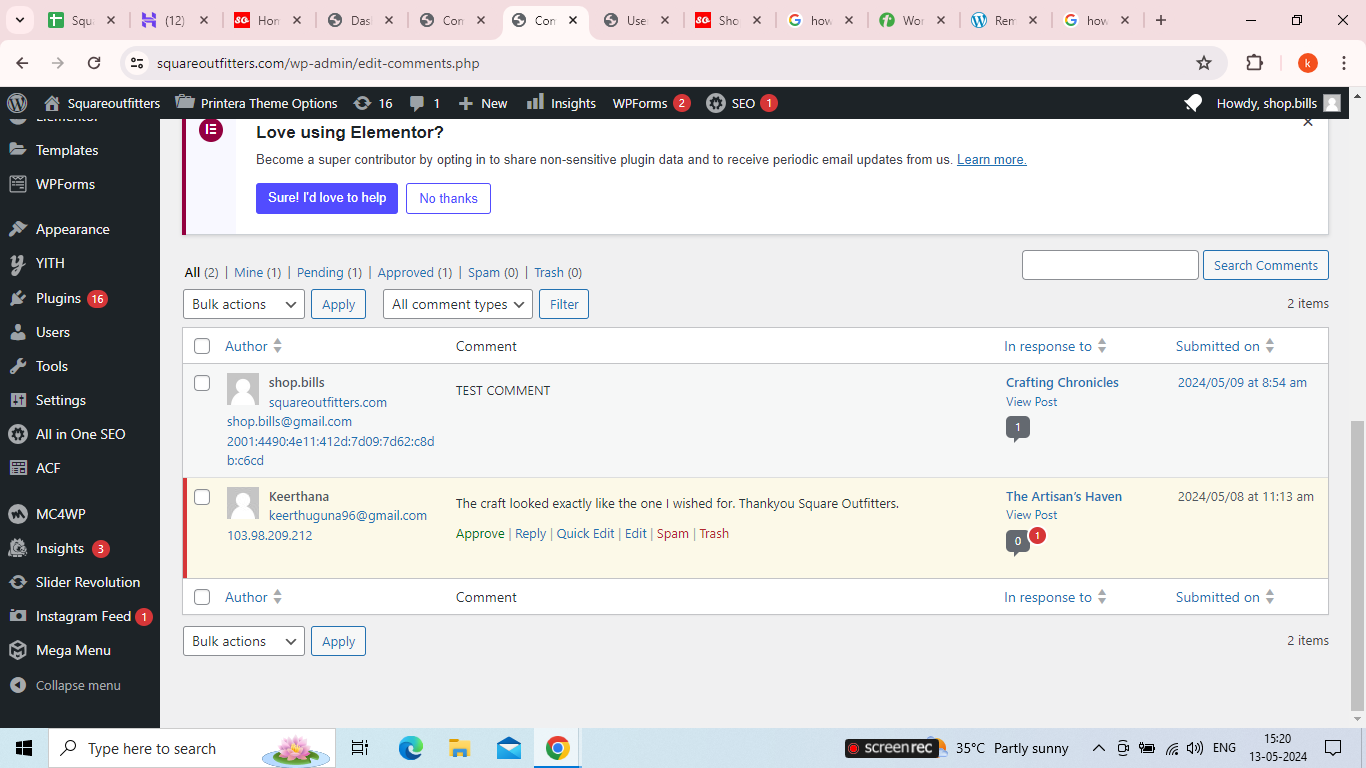 Squa
(12)
Hon
Das
Con
Con
Use
Sho
how
Wor
Rem
how
squareoutfitters.com/wp-admin/edit-comments.php
k
Squareoutfitters
Printera Theme Options
16
1
New
Insights
WPForms 2
SEO 1
Howdy, shop.bills
Elementor
Templates
WPForms
Appearance
YITH
Plugins 16
Users
Tools
Settings
All in One SEO
ACF
MC4WP
Insights 3
Slider Revolution
Instagram Feed 1
Mega Menu
Collapse menu
Love using Elementor?
Become a super contributor by opting in to share non-sensitive plugin data and to receive periodic email updates from us. Learn more.
Sure! I'd love to help
No thanks
All (2) | Mine (1) | Pending (1) | Approved (1) | Spam (0) | Trash (0)
Search Comments
Bulk actions
Apply
All comment types
Filter
2 items
Author
Comment
In response to
Submitted on
shop.bills
squareoutfitters.com
shop.bills@gmail.com
2001:4490:4e11:412d:7d09:7d62:c8d
b:c6cd
TEST COMMENT
Crafting Chronicles
View Post
1
2024/05/09 at 8:54 am
Keerthana
keerthuguna96@gmail.com
103.98.209.212
The craft looked exactly like the one I wished for. Thankyou Square Outfitters.
Approve | Reply | Quick Edit | Edit | Spam | Trash
The Artisan's Haven
View Post
0 1
2024/05/08 at 11:13 am
Author
Comment
In response to
Submitted on
Bulk actions
Apply
2 items
Type here to search
screenrec
35°C Partly sunny
ENG
15:20
13-05-2024